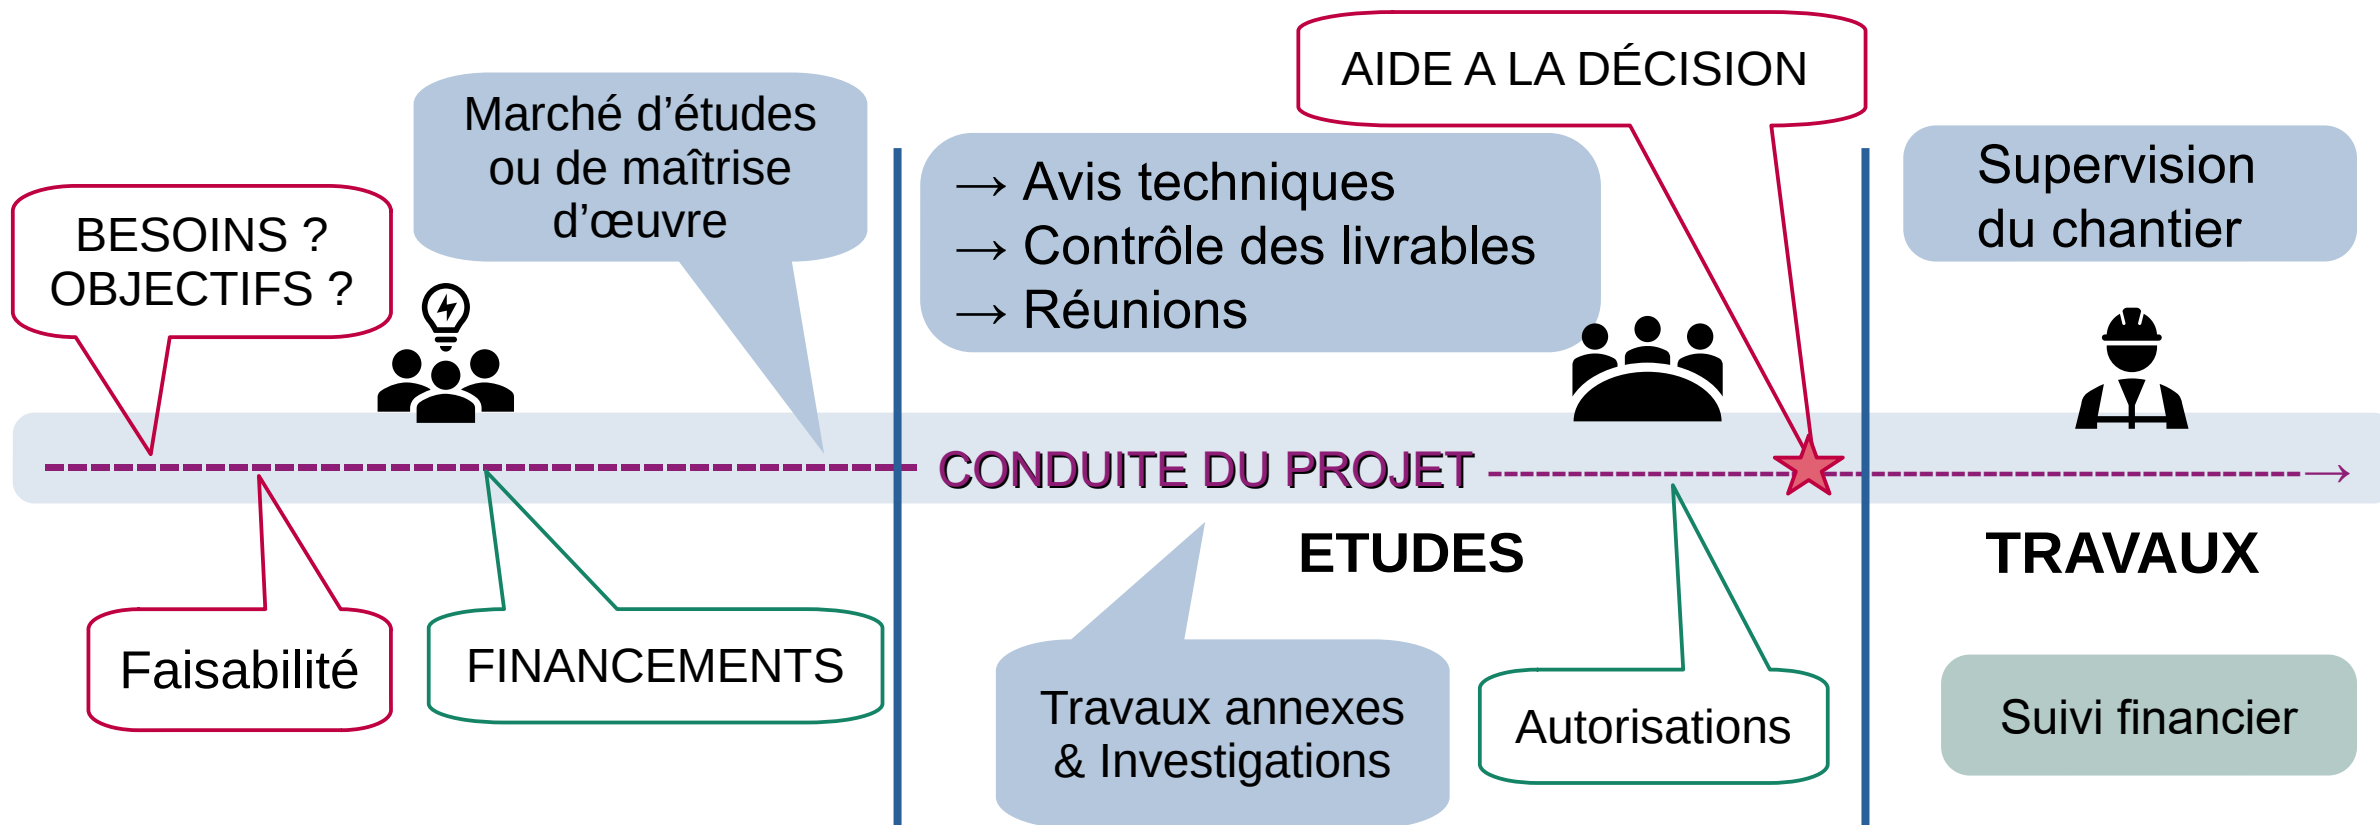 BESOINS ?
OBJECTIFS ?
Marché d’études
ou de maîtrise
d’œuvre
→ Avis techniques
→ Contrôle des livrables
→ Réunions
AIDE A LA DÉCISION
Supervision
du chantier
CONDUITE DU PROJET
ETUDES
TRAVAUX
Faisabilité
FINANCEMENTS
Travaux annexes
& Investigations
Autorisations
Suivi financier